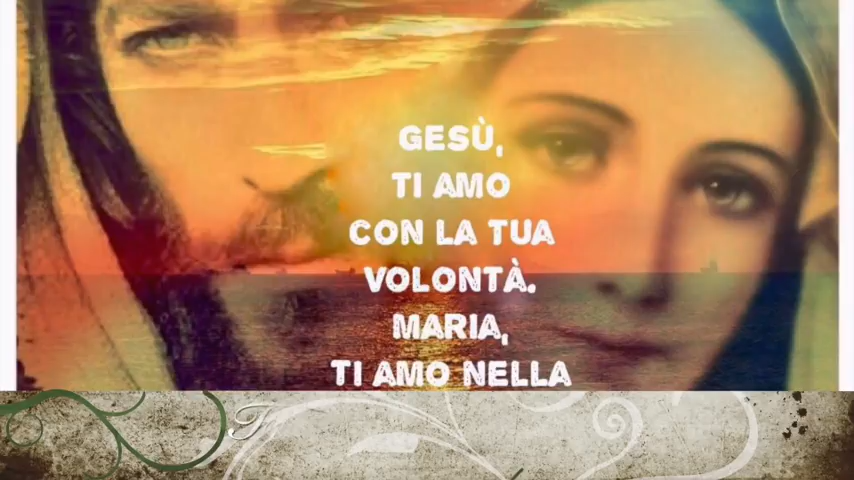 GESÙ,
TI AMO
CON LA TUA
VOLONTÀ.
MARIA,
TI AMO NELLA